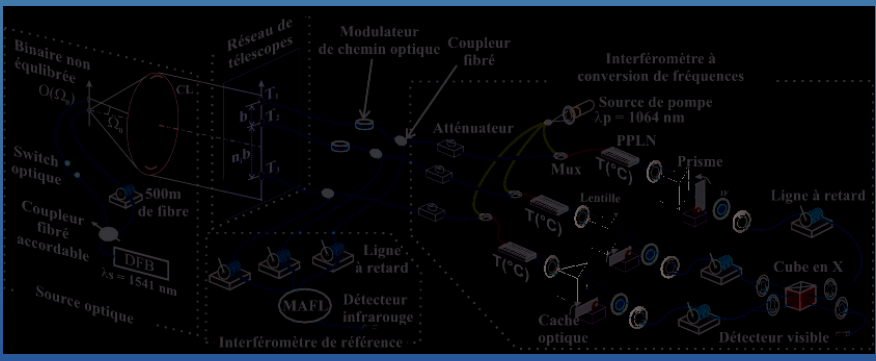 Binaire non
équlibrée
O(Ωₒ)
Ωₒ
CL
Réseau de
télescopes
T₁
b
T₂
n₁b
T₃
Modulateur
de chemin optique
Coupleur
fibré
Interféromètre à
conversion de fréquences
Source de pompe
λp = 1064 nm
Atténuateur
PPLN
Mux
T(°C)
Prisme
Switch
optique
500m
de fibre
Lentille
T(°C)
Ligne à retard
Coupleur
fibré
accordable
DFB
λs = 1541 nm
Source optique
Ligne
à retard
T(°C)
Cube en X
MAFL
Détecteur
infrarouge
Interféromètre de référence
Cache
optique
Détecteur visible